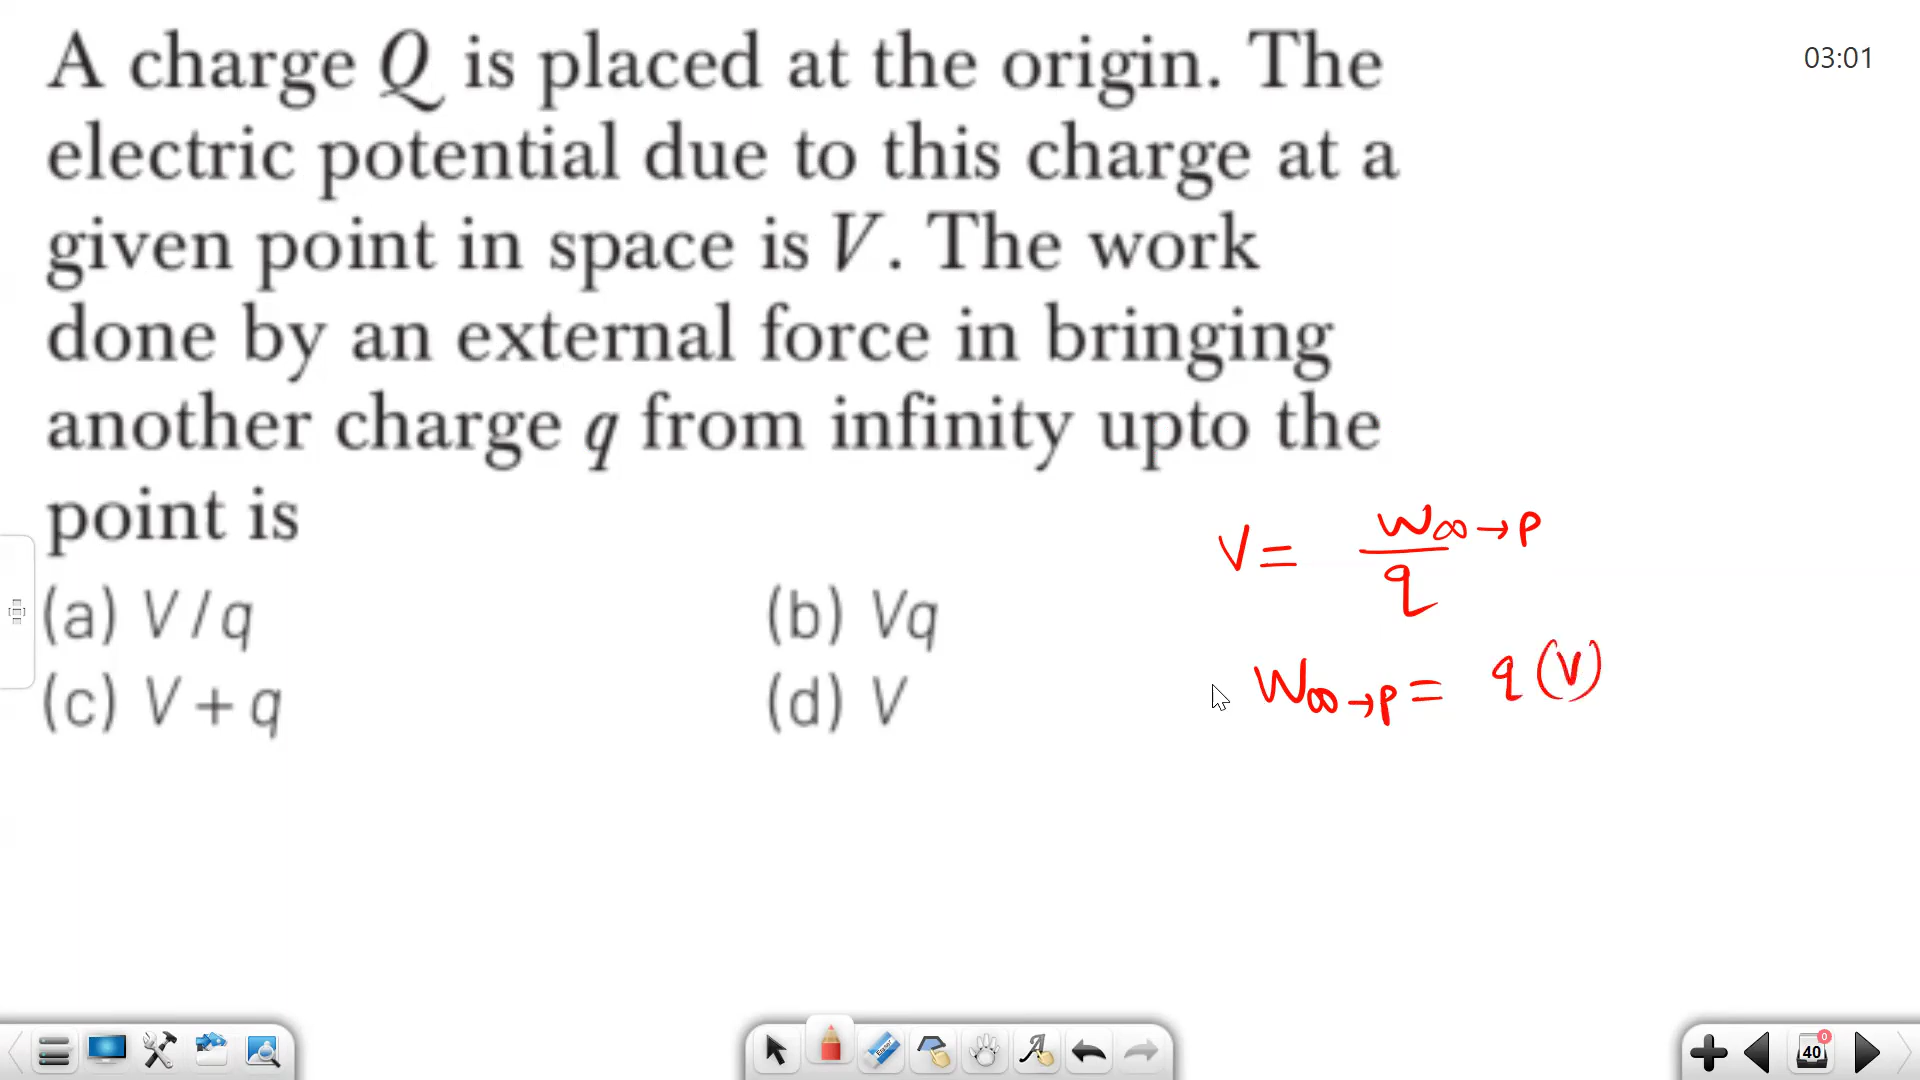 A charge Q is placed at the origin. The
03:01
electric potential due to this charge at a
given point in space is V. The work
done by an external force in bringing
another charge q from infinity upto the
point is
V = W∞→P / q
(a) V/q (b) Vq
W∞→P = q(V)
(c) V + q (d) V
Eraser
A
40
0